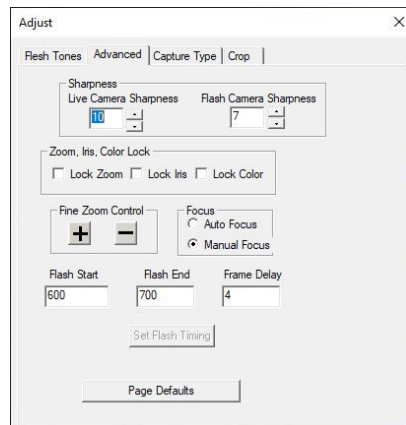 Adjust
Flesh Tones Advanced Capture Type Crop
Sharpness
Live Camera Sharpness Flash Camera Sharpness
10 7
Zoom, Iris, Color Lock
Lock Zoom Lock Iris Lock Color
Fine Zoom Control Focus
+ − Auto Focus
Manual Focus
Flash Start Flash End Frame Delay
600 700 4
Set Flash Timing
Page Defaults